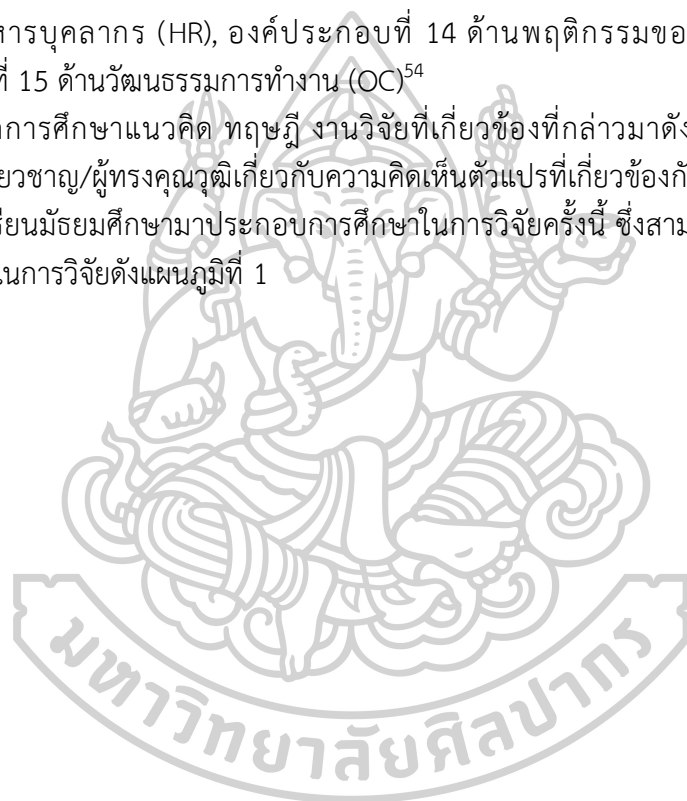 หารบุคลากร (HR), องค์ประกอบที่ 14 ด้านพฤติกรรมขอ
ที่ 15 ด้านวัฒนธรรมการทำงาน (OC)54
การศึกษาแนวคิด ทฤษฎี งานวิจัยที่เกี่ยวข้องที่กล่าวมาดัง
ยวชาญ/ผู้ทรงคุณวุฒิเกี่ยวกับความคิดเห็นตัวแปรที่เกี่ยวข้องกั
รียนมัธยมศึกษามาประกอบการศึกษาในการวิจัยครั้งนี้ ซึ่งสาม
นการวิจัยดังแผนภูมิที่ 1
มหาวิทยาลัยศิลปากร